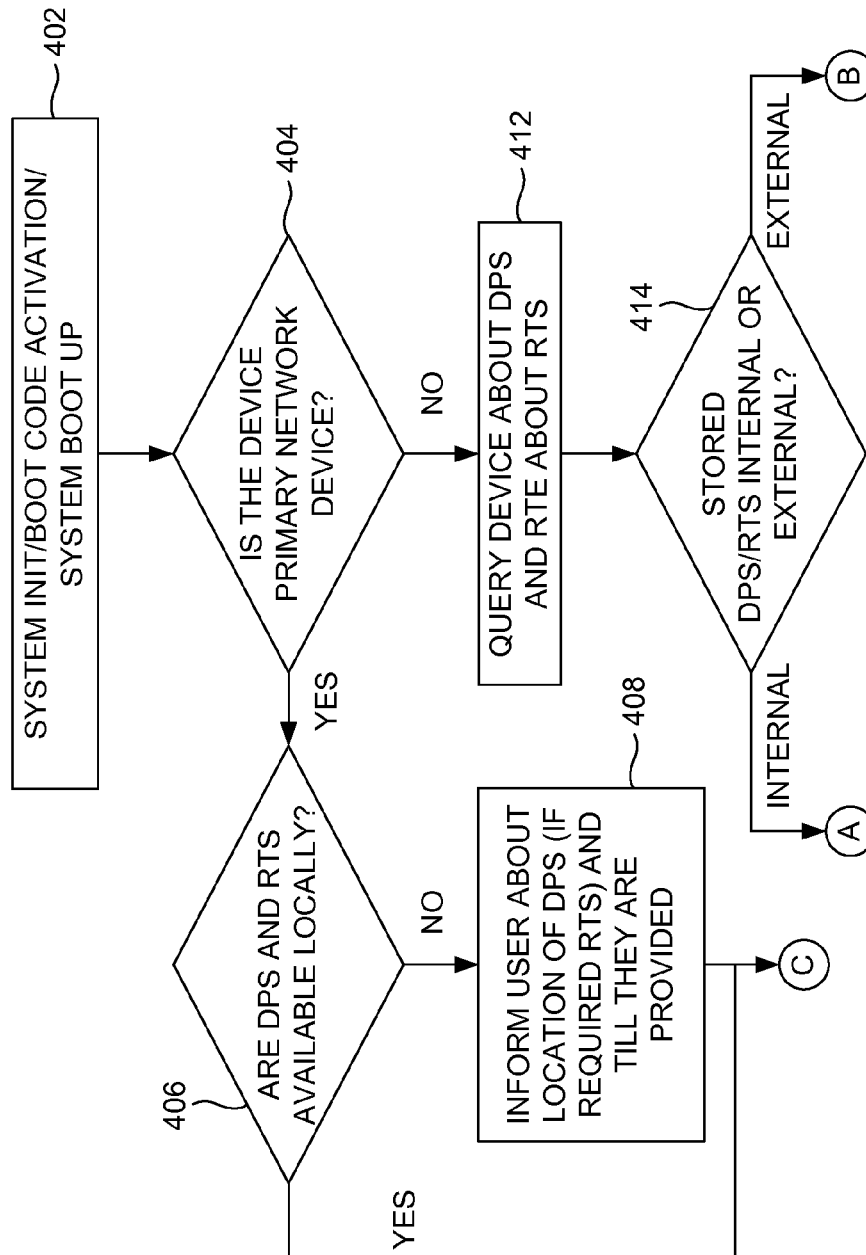 402
SYSTEM INIT/BOOT CODE ACTIVATION/
SYSTEM BOOT UP
404
IS THE DEVICE
PRIMARY NETWORK
DEVICE?
YES
NO
406
ARE DPS AND RTS
AVAILABLE LOCALLY?
YES
NO
412
QUERY DEVICE ABOUT DPS
AND RTE ABOUT RTS
408
INFORM USER ABOUT
LOCATION OF DPS (IF
REQUIRED RTS) AND
TILL THEY ARE
PROVIDED
414
STORED
DPS/RTS INTERNAL OR
EXTERNAL?
INTERNAL
EXTERNAL
C
A
B